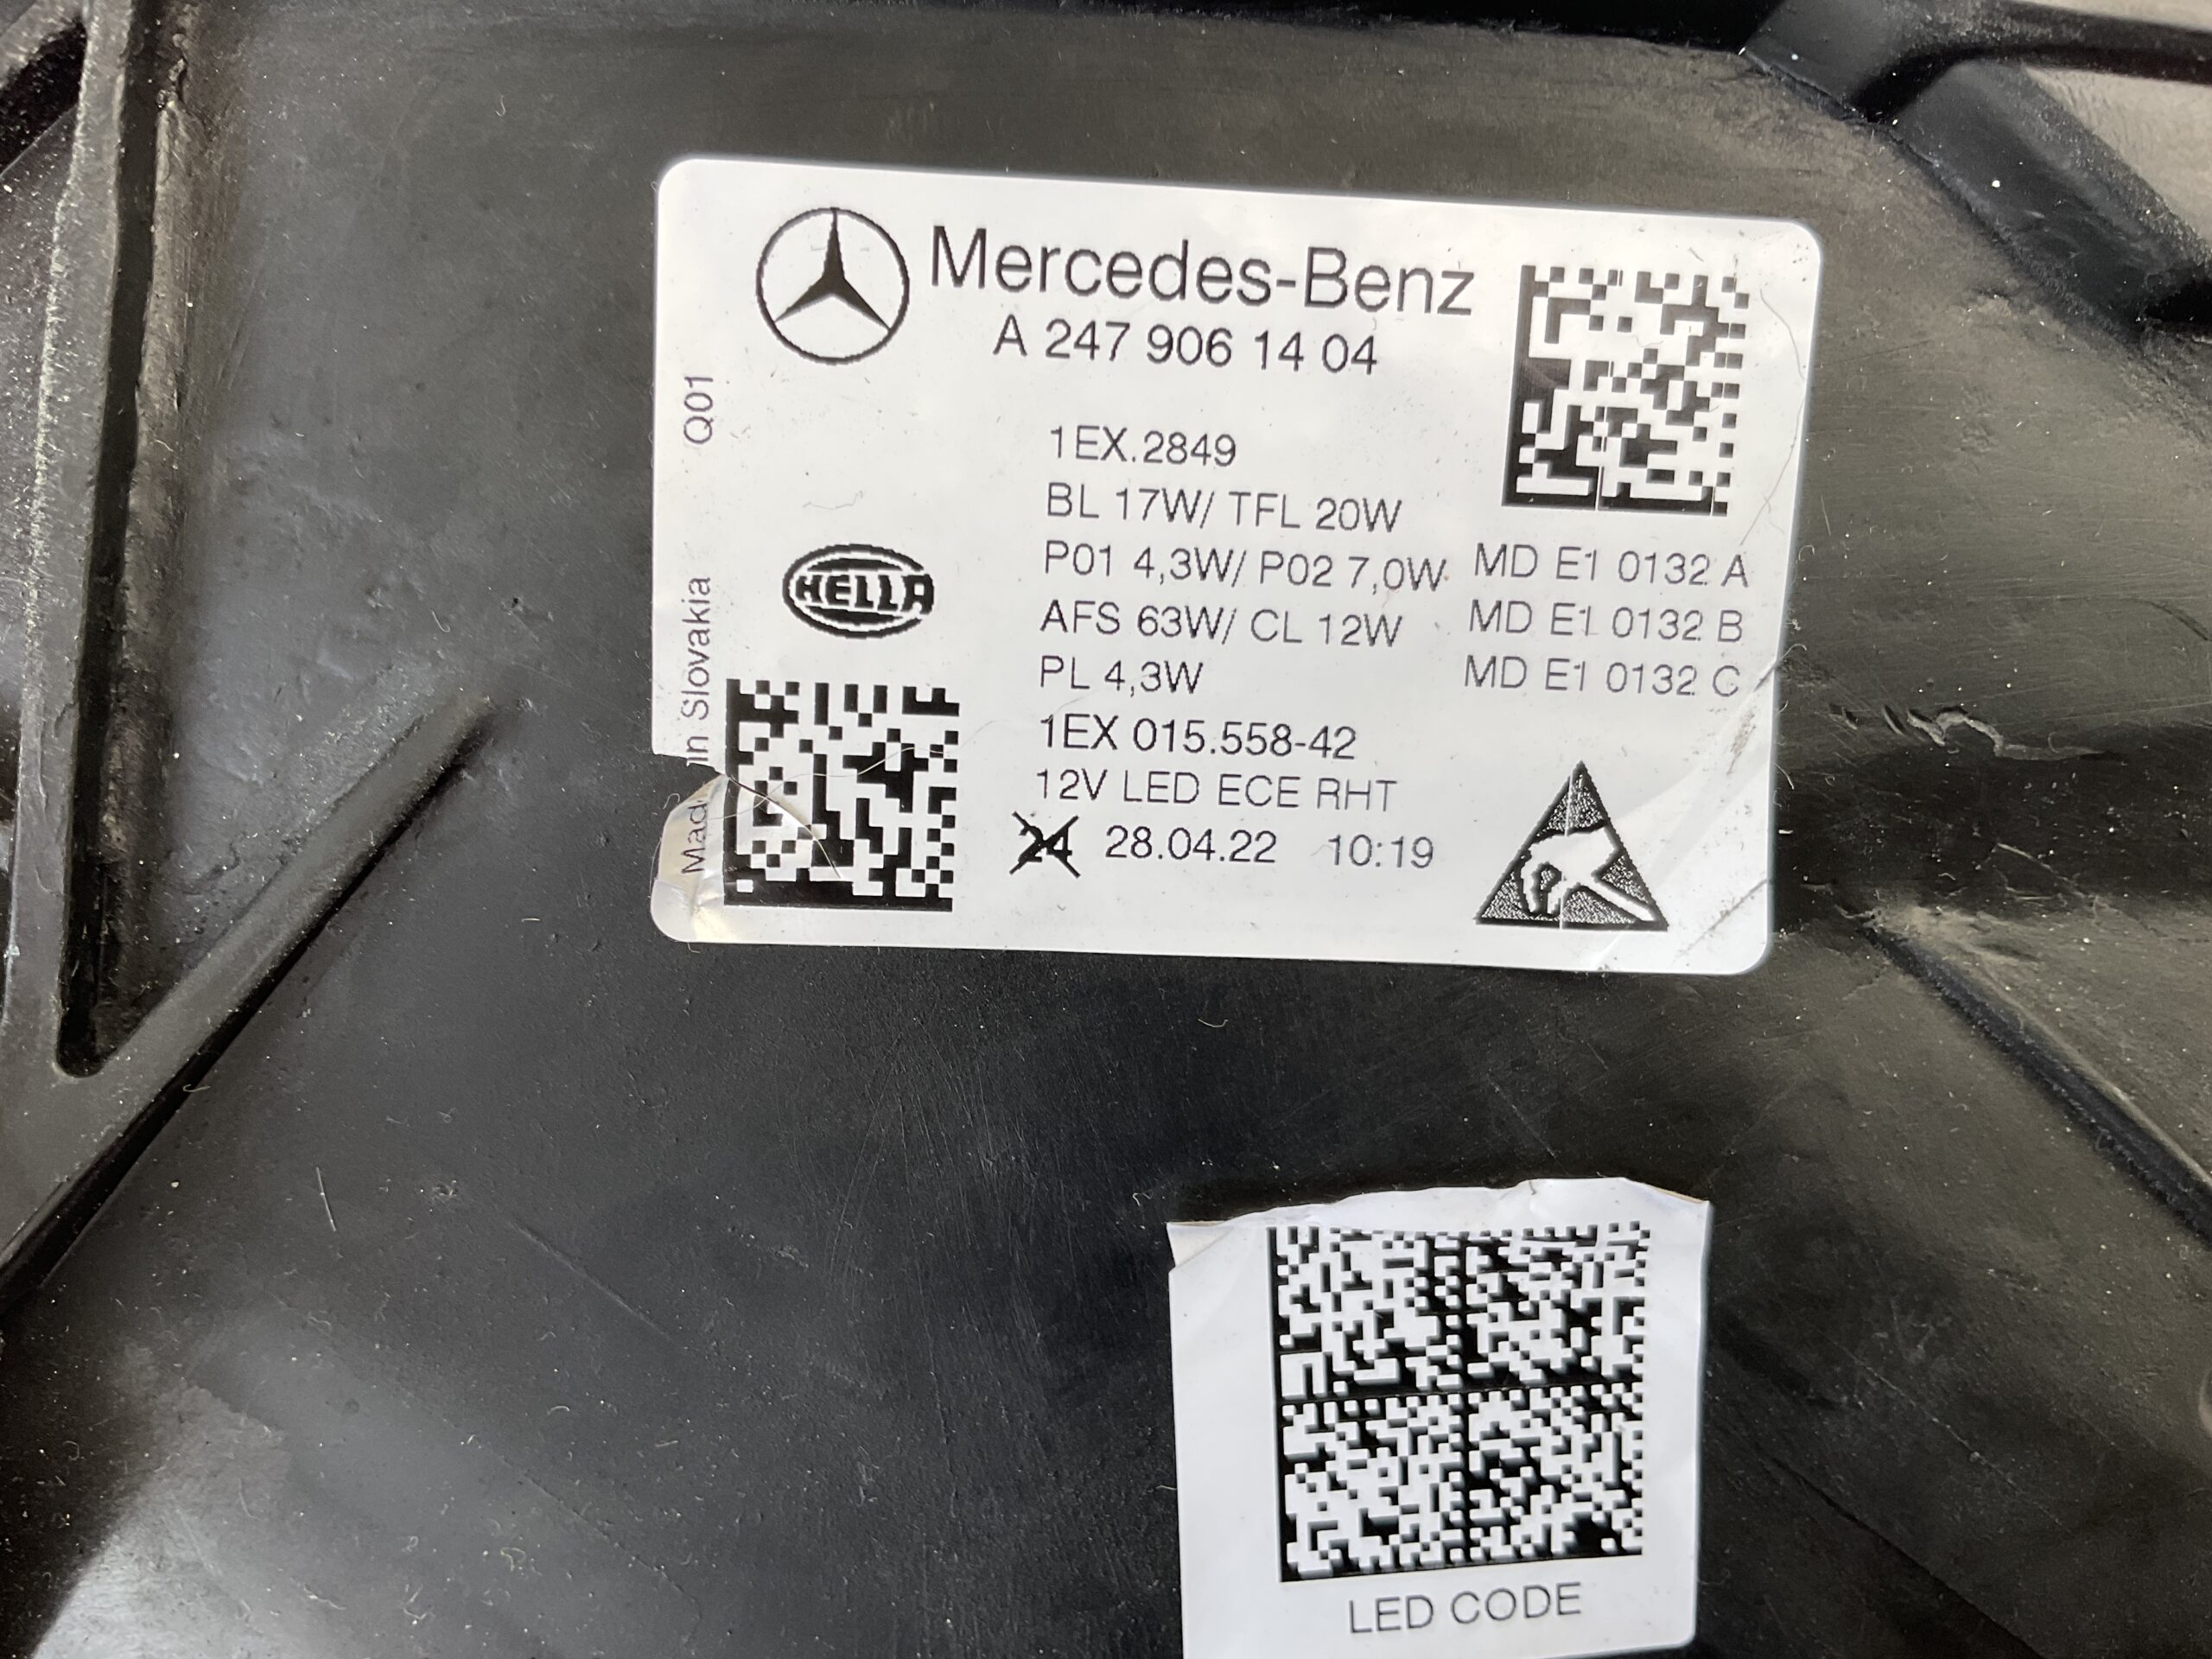 Mercedes-Benz
A 247 906 14 04
Q01
Made in Slovakia
HELLA
1EX.2849
BL 17W/ TFL 20W
P01 4,3W/ P02 7,0W MD E1 0132 A
AFS 63W/ CL 12W MD E1 0132 B
PL 4,3W MD E1 0132 C
1EX 015.558-42
12V LED ECE RHT
24 28.04.22 10:19
LED CODE